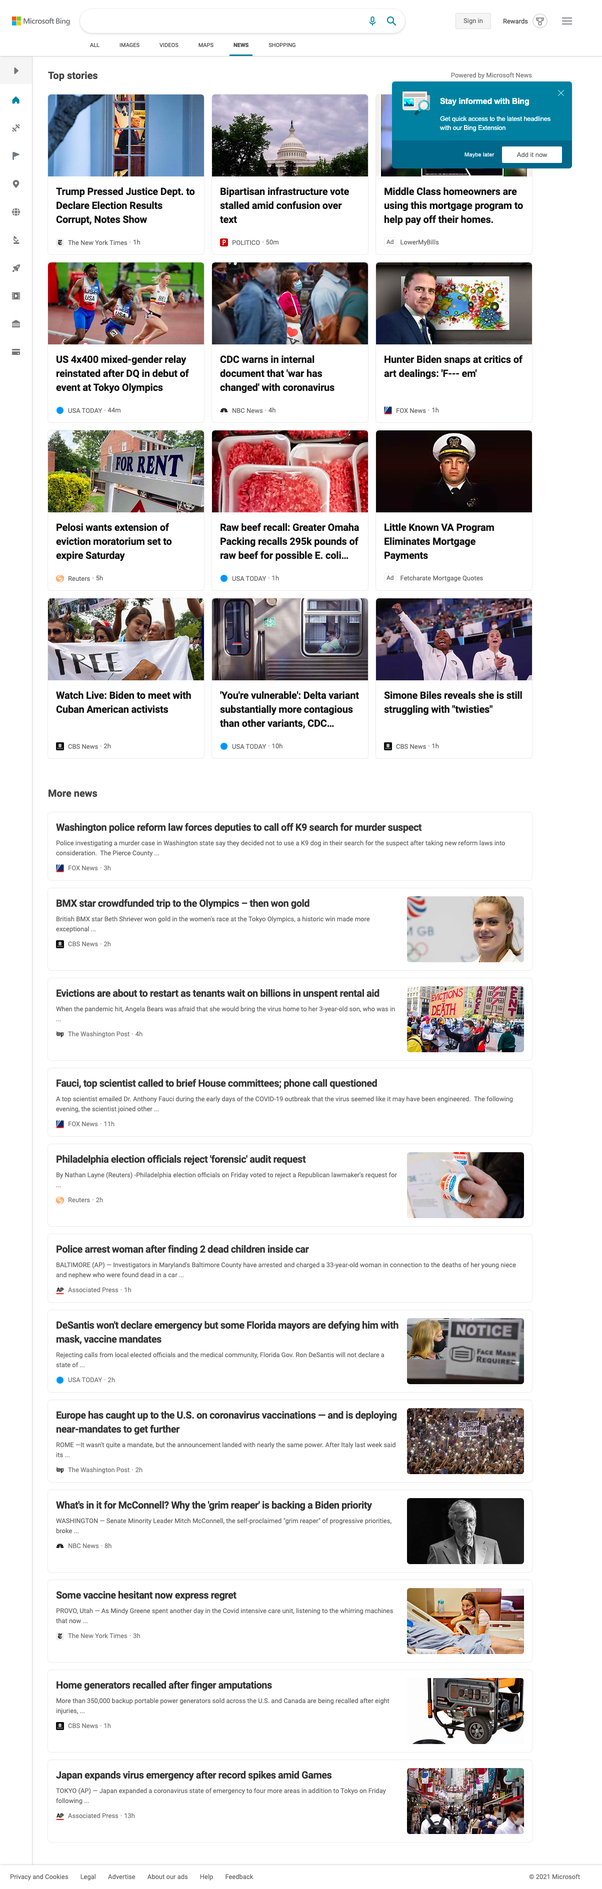 Microsoft Bing
Sign in
Rewards
ALL
IMAGES
VIDEOS
MAPS
NEWS
SHOPPING
Top stories
Powered by Microsoft News
Stay informed with Bing
Get quick access to the latest headlines
with our Bing Extension
Maybe later
Add it now
Trump Pressed Justice Dept. to
Declare Election Results
Corrupt, Notes Show
The New York Times · 1h
Bipartisan infrastructure vote
stalled amid confusion over
text
POLITICO · 50m
Middle Class homeowners are
using this mortgage program to
help pay off their homes.
Ad LowerMyBills
USA
USA
BEL
US 4x400 mixed-gender relay
reinstated after DQ in debut of
event at Tokyo Olympics
USA TODAY · 44m
CDC warns in internal
document that 'war has
changed' with coronavirus
NBC News · 4h
Hunter Biden snaps at critics of
art dealings: 'F--- em'
FOX News · 1h
FOR RENT
Pelosi wants extension of
eviction moratorium set to
expire Saturday
Reuters · 5h
Raw beef recall: Greater Omaha
Packing recalls 295k pounds of
raw beef for possible E. coli...
USA TODAY · 1h
Little Known VA Program
Eliminates Mortgage
Payments
Ad Fetcharate Mortgage Quotes
FREE
Watch Live: Biden to meet with
Cuban American activists
CBS News · 2h
'You're vulnerable': Delta variant
substantially more contagious
than other variants, CDC...
USA TODAY · 10h
Simone Biles reveals she is still
struggling with "twisties"
CBS News · 1h
More news
Washington police reform law forces deputies to call off K9 search for murder suspect
Police investigating a murder case in Washington state say they decided not to use a K9 dog in their search for the suspect after taking new reform laws into
consideration. The Pierce County ...
FOX News · 3h
BMX star crowdfunded trip to the Olympics – then won gold
British BMX star Beth Shriever won gold in the women's race at the Tokyo Olympics, a historic win made more
exceptional ...
CBS News · 2h
GB
Evictions are about to restart as tenants wait on billions in unspent rental aid
When the pandemic hit, Angela Bears was afraid that she would bring the virus home to her 3-year-old son, who was in
...
The Washington Post · 4h
EVICTIONS
DEATH
Fauci, top scientist called to brief House committees; phone call questioned
A top scientist emailed Dr. Anthony Fauci during the early days of the COVID-19 outbreak that the virus seemed like it may have been engineered. The following
evening, the scientist joined other ...
FOX News · 11h
Philadelphia election officials reject 'forensic' audit request
By Nathan Layne (Reuters) -Philadelphia election officials on Friday voted to reject a Republican lawmaker's request for
...
Reuters · 2h
Police arrest woman after finding 2 dead children inside car
BALTIMORE (AP) — Investigators in Maryland's Baltimore County have arrested and charged a 33-year-old woman in connection to the deaths of her young niece
and nephew who were found dead in a car ...
AP Associated Press · 1h
DeSantis won't declare emergency but some Florida mayors are defying him with
mask, vaccine mandates
Rejecting calls from local elected officials and the medical community, Florida Gov. Ron DeSantis will not declare a
state of ...
USA TODAY · 2h
NOTICE
FACE MASK
REQUIRED
Europe has caught up to the U.S. on coronavirus vaccinations — and is deploying
near-mandates to get further
ROME —It wasn't quite a mandate, but the announcement landed with nearly the same power. After Italy last week said
its ...
The Washington Post · 2h
What's in it for McConnell? Why the 'grim reaper' is backing a Biden priority
WASHINGTON — Senate Minority Leader Mitch McConnell, the self-proclaimed "grim reaper" of progressive priorities,
broke ...
NBC News · 8h
Some vaccine hesitant now express regret
PROVO, Utah — As Mindy Greene spent another day in the Covid intensive care unit, listening to the whirring machines
that now ...
The New York Times · 3h
Home generators recalled after finger amputations
More than 350,000 backup portable power generators sold across the U.S. and Canada are being recalled after eight
injuries, ...
CBS News · 1h
Japan expands virus emergency after record spikes amid Games
TOKYO (AP) — Japan expanded a coronavirus state of emergency to four more areas in addition to Tokyo on Friday
following ...
AP Associated Press · 13h
Privacy and Cookies
Legal
Advertise
About our ads
Help
Feedback
© 2021 Microsoft